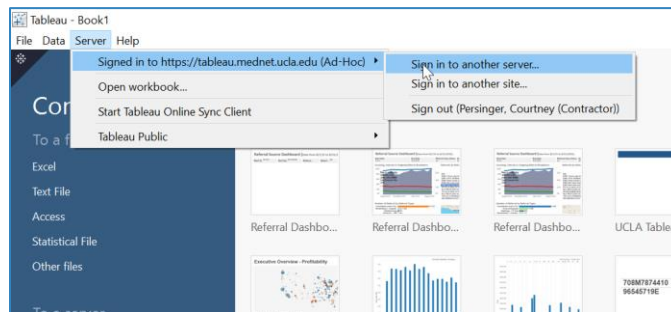 Tableau - Book1
File Data Server Help
Signed in to https://tableau.mednet.ucla.edu (Ad-Hoc)
Sign in to another server...
Open workbook...
Sign in to another site...
Start Tableau Online Sync Client
Sign out (Persinger, Courtney (Contractor))
Tableau Public
Cor
To a f
Excel
Text File
Access
Statistical File
Other files
Referral Dashbo...
Referral Dashbo...
Referral Dashbo...
UCLA Table
Executive Overview - Profitability
708M7874410
96545719E